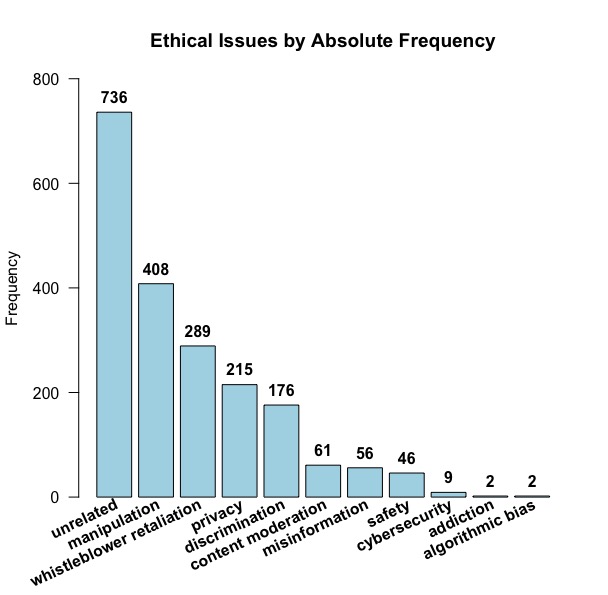 Ethical Issues by Absolute Frequency
Frequency
800
600
400
200
0
736
408
289
215
176
61
56
46
9
2
2
unrelated
manipulation
whistleblower retaliation
privacy
discrimination
content moderation
misinformation
safety
cybersecurity
addiction
algorithmic bias